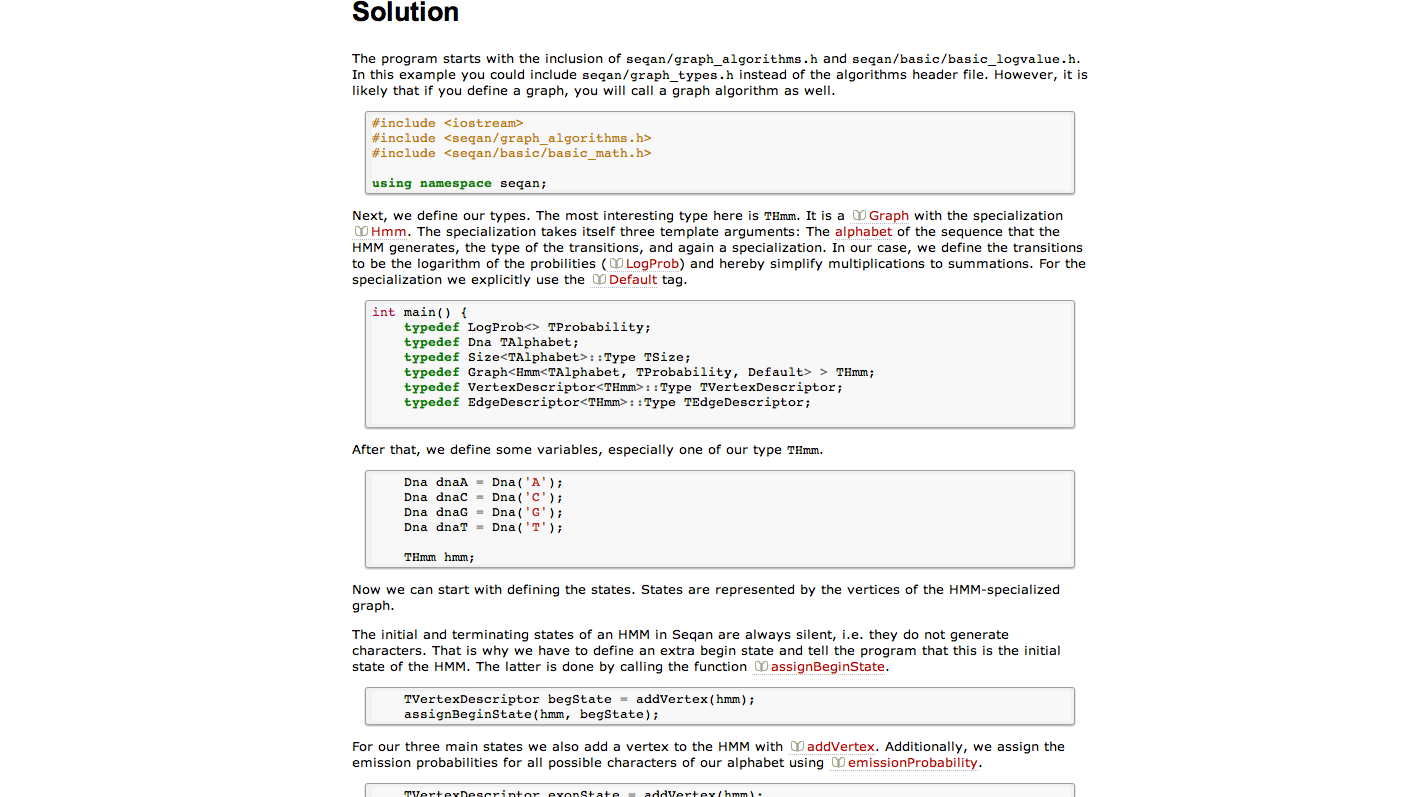 Solution
The program starts with the inclusion of seqan/graph_algorithms.h and seqan/basic/basic_logvalue.h.
In this example you could include seqan/graph_types.h instead of the algorithms header file. However, it is
likely that if you define a graph, you will call a graph algorithm as well.
#include <iostream>
#include <seqan/graph_algorithms.h>
#include <seqan/basic/basic_math.h>
using namespace seqan;
Next, we define our types. The most interesting type here is THmm. It is a Graph with the specialization
Hmm. The specialization takes itself three template arguments: The alphabet of the sequence that the
HMM generates, the type of the transitions, and again a specialization. In our case, we define the transitions
to be the logarithm of the probilities (LogProb) and hereby simplify multiplications to summations. For the
specialization we explicitly use the Default tag.
int main() {
    typedef LogProb<> TProbability;
    typedef Dna TAlphabet;
    typedef Size<TAlphabet>::Type TSize;
    typedef Graph<Hmm<TAlphabet, TProbability, Default> > THmm;
    typedef VertexDescriptor<THmm>::Type TVertexDescriptor;
    typedef EdgeDescriptor<THmm>::Type TEdgeDescriptor;
After that, we define some variables, especially one of our type THmm.
    Dna dnaA = Dna('A');
    Dna dnaC = Dna('C');
    Dna dnaG = Dna('G');
    Dna dnaT = Dna('T');
    THmm hmm;
Now we can start with defining the states. States are represented by the vertices of the HMM-specialized
graph.
The initial and terminating states of an HMM in Seqan are always silent, i.e. they do not generate
characters. That is why we have to define an extra begin state and tell the program that this is the initial
state of the HMM. The latter is done by calling the function assignBeginState.
    TVertexDescriptor begState = addVertex(hmm);
    assignBeginState(hmm, begState);
For our three main states we also add a vertex to the HMM with addVertex. Additionally, we assign the
emission probabilities for all possible characters of our alphabet using emissionProbability.
    TVertexDescriptor exonState = addVertex(hmm);